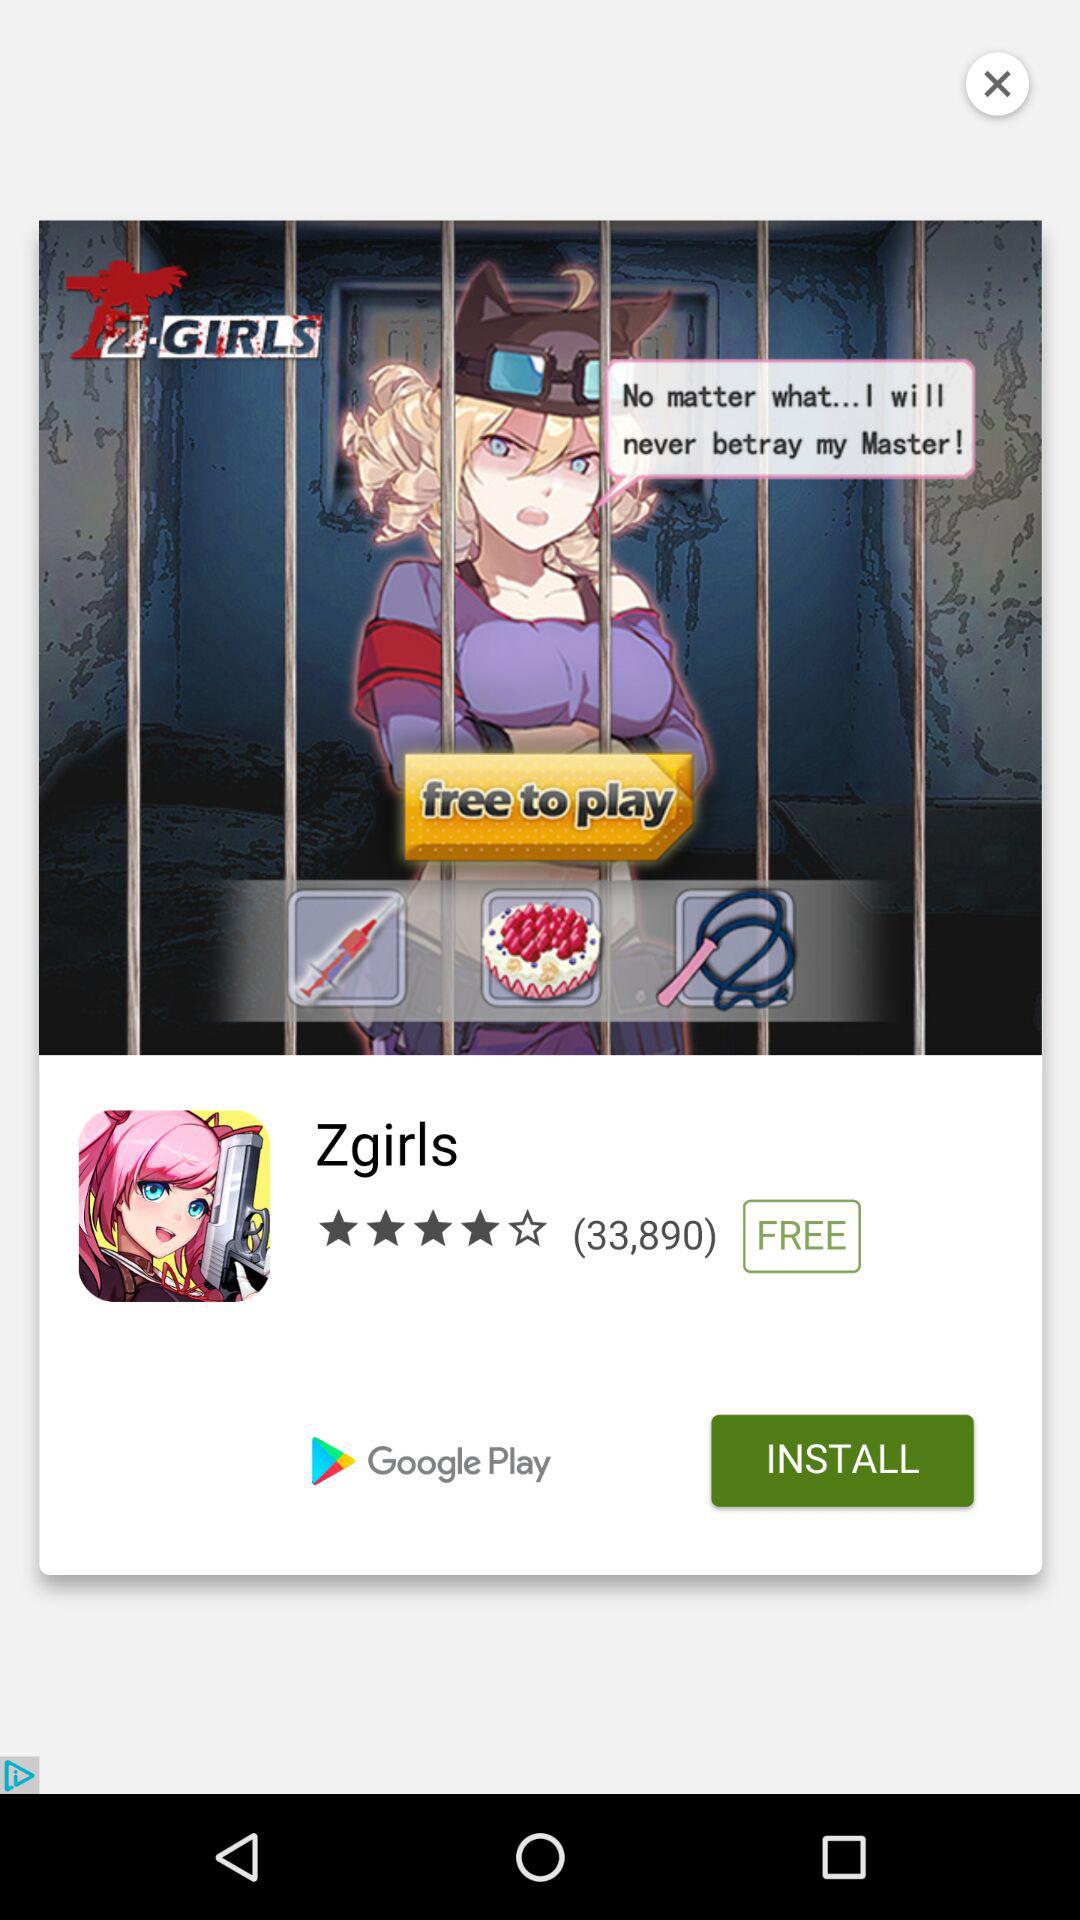 Z·GIRLS
No matter what...I will
never betray my Master!
free to play
Zgirls
(33,890) FREE
Google Play
INSTALL